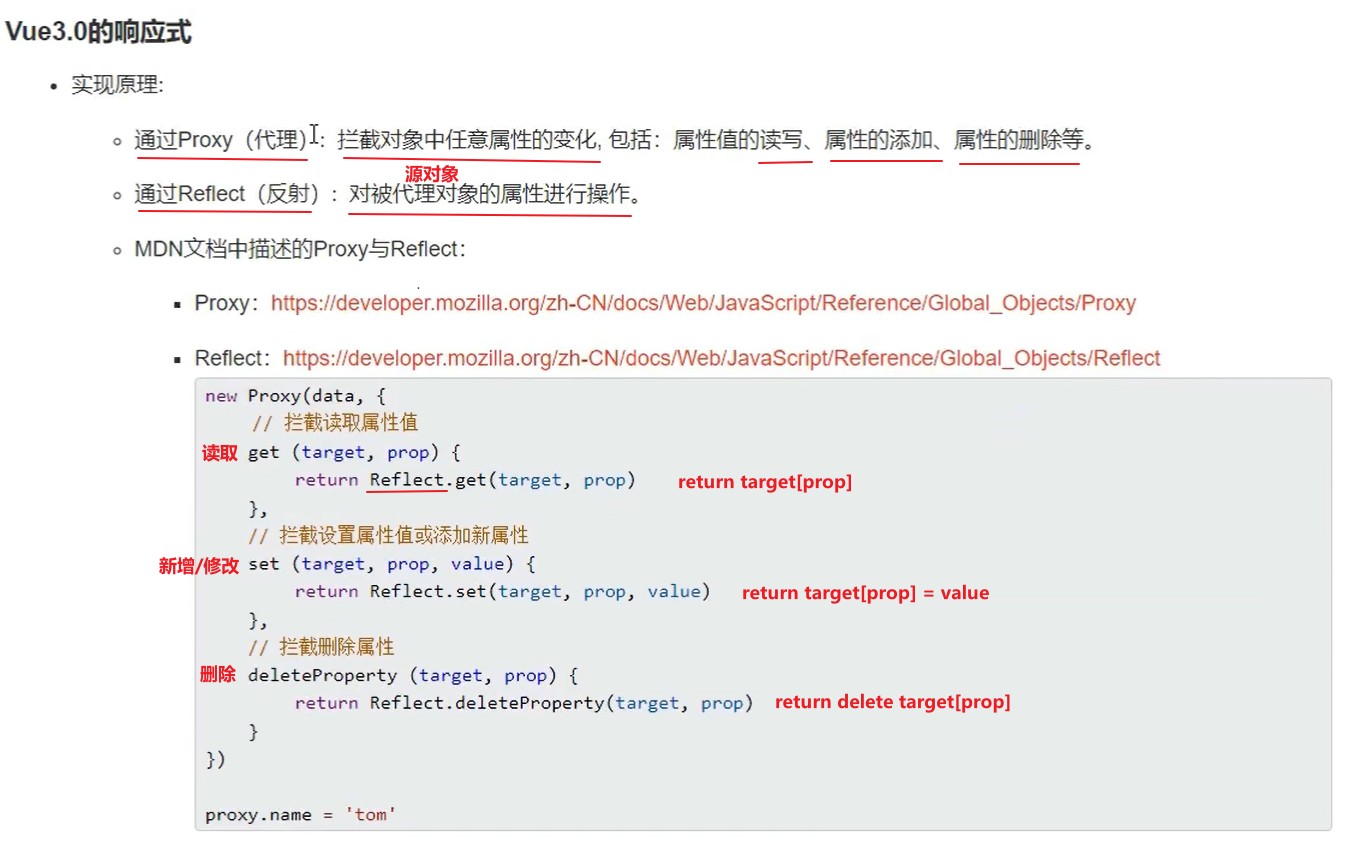 Vue3.0的响应式
实现原理:
通过Proxy（代理）: 拦截对象中任意属性的变化, 包括：属性值的读写、属性的添加、属性的删除等。
源对象
通过Reflect（反射）: 对被代理对象的属性进行操作。
MDN文档中描述的Proxy与Reflect：
Proxy：https://developer.mozilla.org/zh-CN/docs/Web/JavaScript/Reference/Global_Objects/Proxy
Reflect：https://developer.mozilla.org/zh-CN/docs/Web/JavaScript/Reference/Global_Objects/Reflect
new Proxy(data, {
// 拦截读取属性值
读取 get (target, prop) {
return Reflect.get(target, prop) return target[prop]
},
// 拦截设置属性值或添加新属性
新增/修改 set (target, prop, value) {
return Reflect.set(target, prop, value) return target[prop] = value
},
// 拦截删除属性
删除 deleteProperty (target, prop) {
return Reflect.deleteProperty(target, prop) return delete target[prop]
}
})
proxy.name = 'tom'